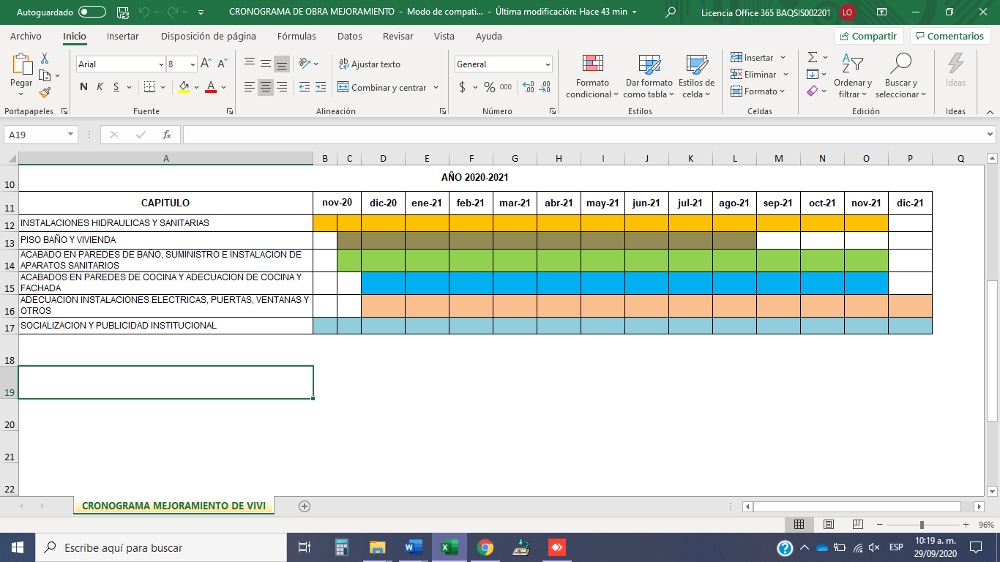 Autoguardado
CRONOGRAMA DE OBRA MEJORAMIENTO - Modo de compati... - Última modificación: Hace 43 min
Licencia Office 365 BAQSIS002201
LO
Archivo Inicio Insertar Disposición de página Fórmulas Datos Revisar Vista Ayuda
Compartir Comentarios
Pegar
Portapapeles
Arial 8
N K S
Fuente
Ajustar texto
Combinar y centrar
Alineación
General
$ % 000
Número
Formato condicional
Dar formato como tabla
Estilos de celda
Estilos
Insertar
Eliminar
Formato
Celdas
Ordenar y filtrar
Buscar y seleccionar
Edición
Ideas
Ideas
A19
fx
A B C D E F G H I J K L M N O P Q
10 AÑO 2020-2021
11 CAPITULO nov-20 dic-20 ene-21 feb-21 mar-21 abr-21 may-21 jun-21 jul-21 ago-21 sep-21 oct-21 nov-21 dic-21
12 INSTALACIONES HIDRAULICAS Y SANITARIAS
13 PISO BAÑO Y VIVIENDA
14 ACABADO EN PAREDES DE BAÑO, SUMINISTRO E INSTALACION DE
APARATOS SANITARIOS
15 ACABADOS EN PAREDES DE COCINA Y ADECUACION DE COCINA Y
FACHADA
16 ADECUACION INSTALACIONES ELECTRICAS, PUERTAS, VENTANAS Y
OTROS
17 SOCIALIZACION Y PUBLICIDAD INSTITUCIONAL
18
19
20
21
22
CRONOGRAMA MEJORAMIENTO DE VIVI
96%
Escribe aquí para buscar
ESP
10:19 a. m.
29/09/2020